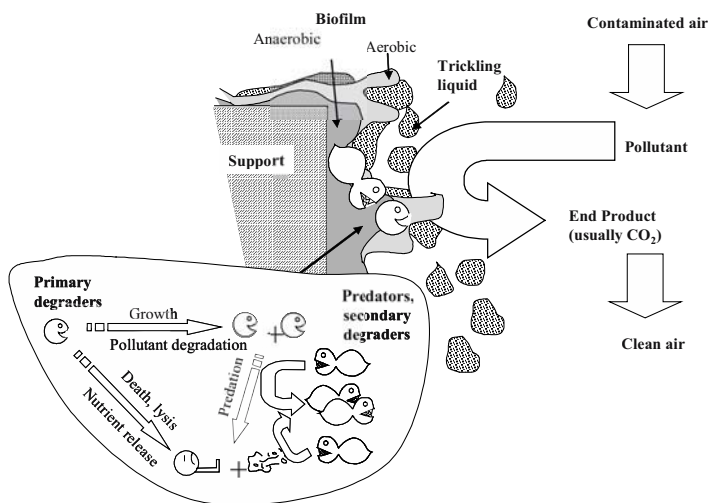 Biofilm
Anaerobic
Aerobic
Trickling
liquid
Contaminated air
Support
Pollutant
End Product
(usually CO₂)
Clean air
Primary
degraders
Growth
Pollutant degradation
Predators,
secondary
degraders
Predation
Death, lysis
Nutrient release
+
+